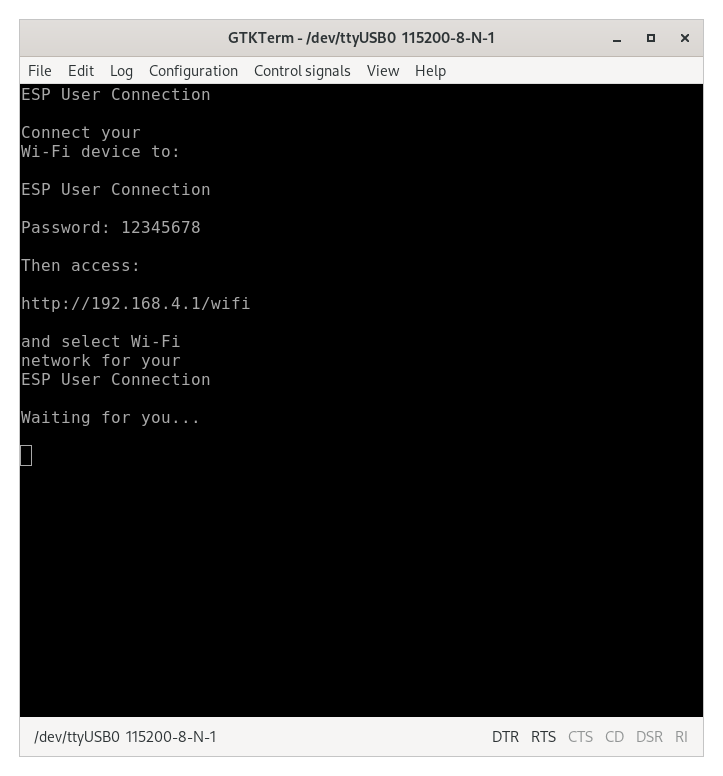 GTKTerm - /dev/ttyUSB0 115200-8-N-1
File Edit Log Configuration Control signals View Help
ESP User Connection
Connect your
Wi-Fi device to:
ESP User Connection
Password: 12345678
Then access:
http://192.168.4.1/wifi
and select Wi-Fi
network for your
ESP User Connection
Waiting for you...
/dev/ttyUSB0 115200-8-N-1 DTR RTS CTS CD DSR RI